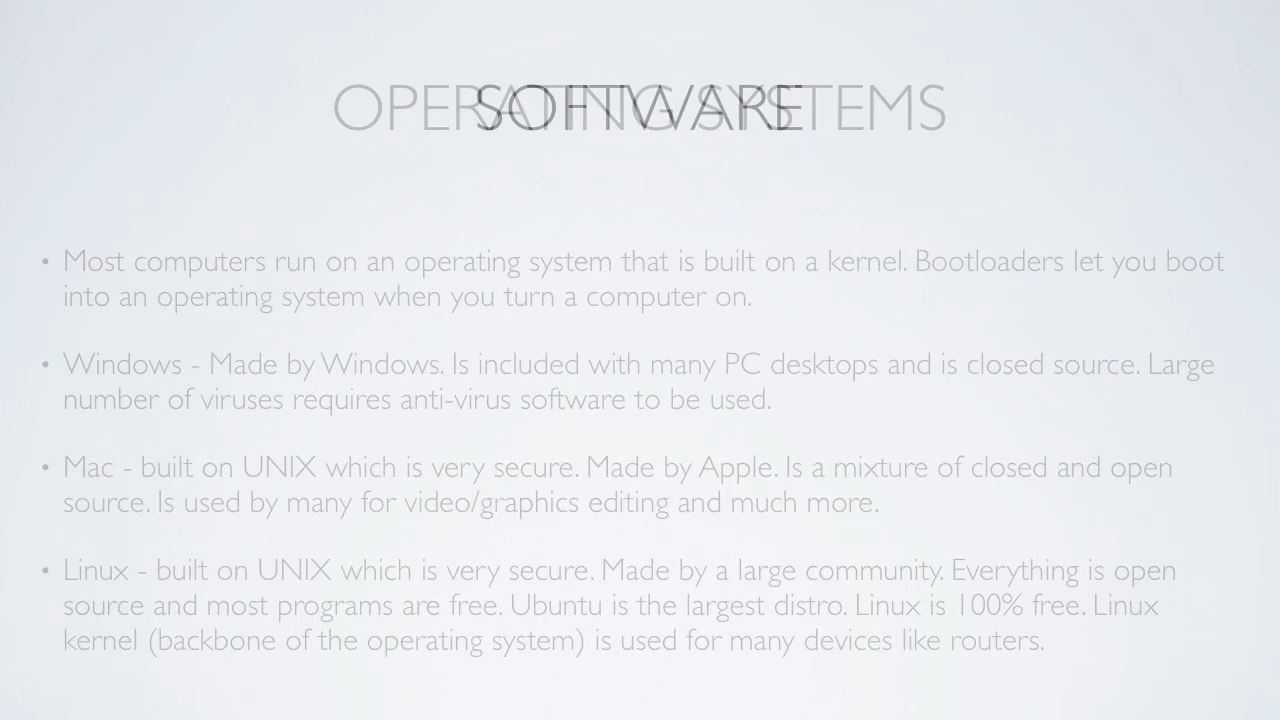 OPERATING SYSTEMS
SOFTWARE
• Most computers run on an operating system that is built on a kernel. Bootloaders let you boot
into an operating system when you turn a computer on.
• Windows - Made by Windows. Is included with many PC desktops and is closed source. Large
number of viruses requires anti-virus software to be used.
• Mac - built on UNIX which is very secure. Made by Apple. Is a mixture of closed and open
source. Is used by many for video/graphics editing and much more.
• Linux - built on UNIX which is very secure. Made by a large community. Everything is open
source and most programs are free. Ubuntu is the largest distro. Linux is 100% free. Linux
kernel (backbone of the operating system) is used for many devices like routers.